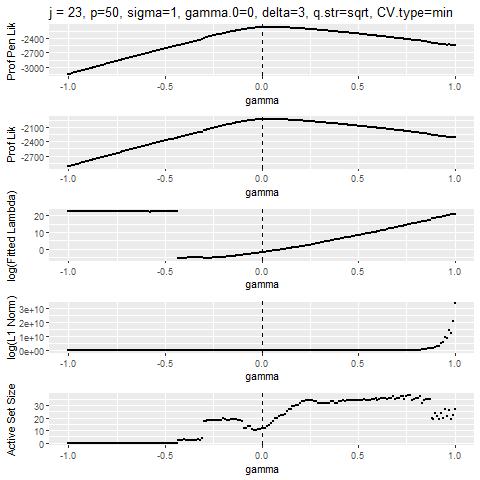 j = 23, p=50, sigma=1, gamma.0=0, delta=3, q.str=sqrt, CV.type=min
Prof Pen Lik
-2400
-2700
-3000
-1.0 -0.5 0.0 0.5 1.0
gamma
Prof Lik
-2100
-2400
-2700
-1.0 -0.5 0.0 0.5 1.0
gamma
log(Fitted Lambda)
20
10
0
-1.0 -0.5 0.0 0.5 1.0
gamma
log(L1 Norm)
3e+10
2e+10
1e+10
0e+00
-1.0 -0.5 0.0 0.5 1.0
gamma
Active Set Size
30
20
10
0
-1.0 -0.5 0.0 0.5 1.0
gamma